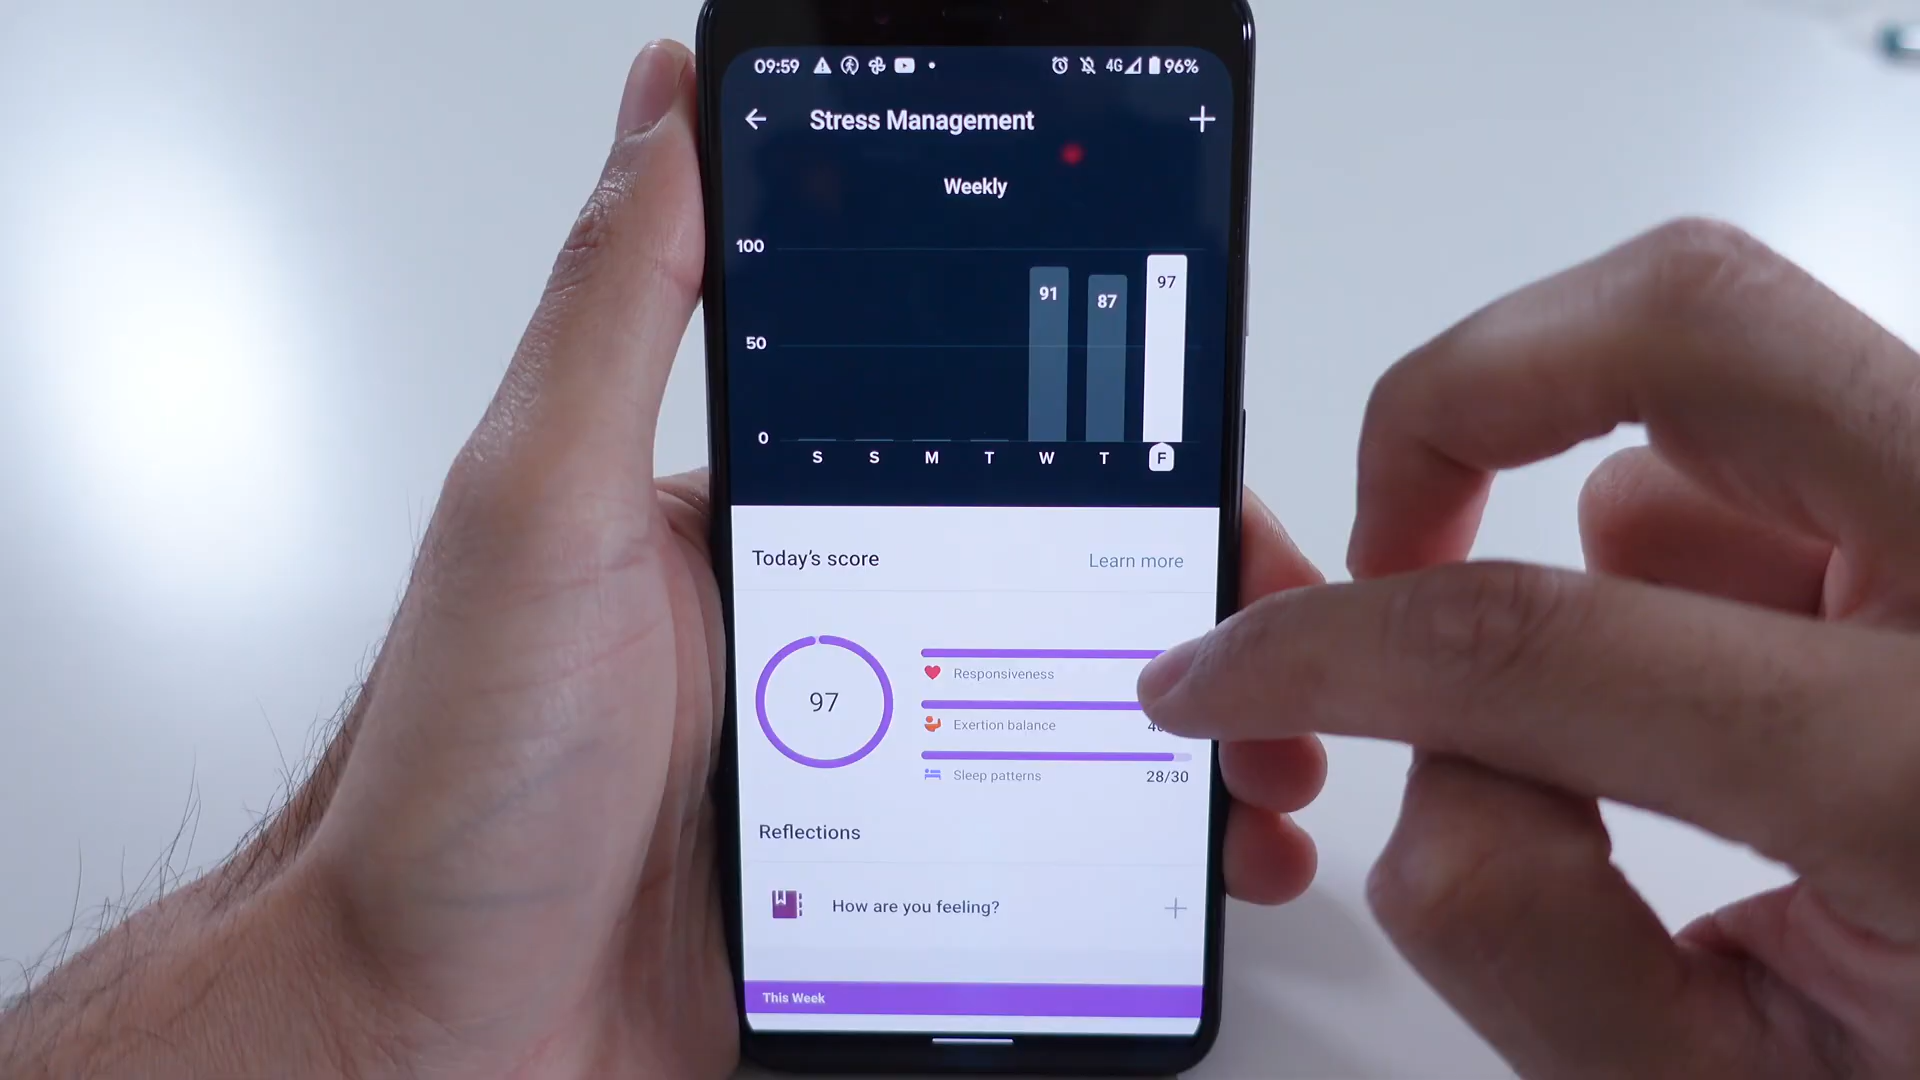 09:59 4G 96%
Stress Management
Weekly
100
91 87 97
50
0
S S M T W T F
Today's score Learn more
Responsiveness
97
Exertion balance
Sleep patterns 28/30
Reflections
How are you feeling?
This Week